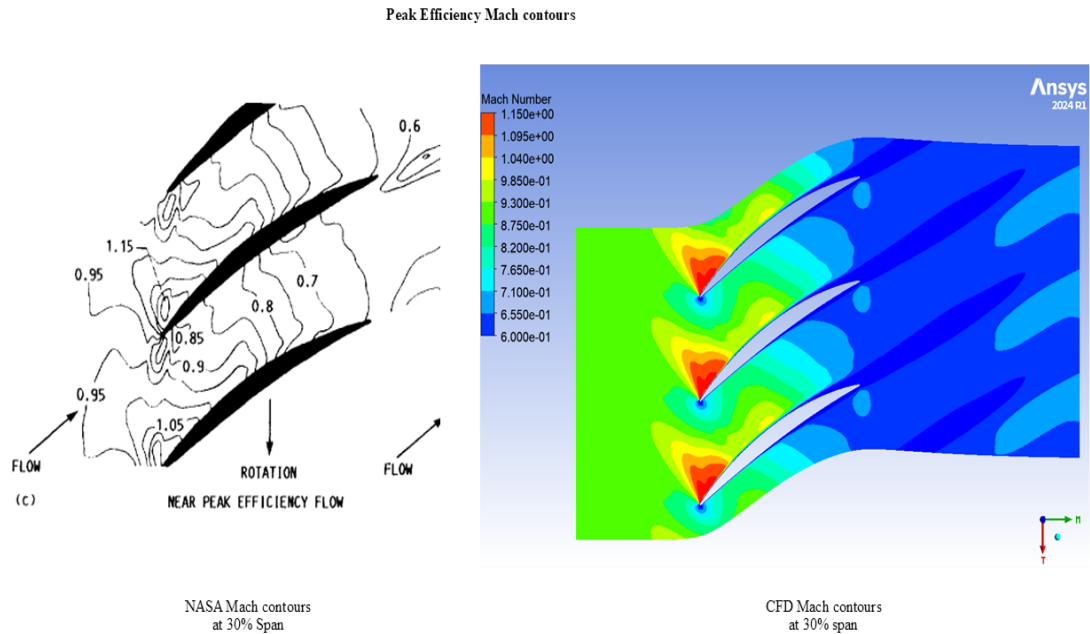 Peak Efficiency Mach contours
0.6
1.15
0.95
0.7
0.8
0.85
0.9
0.95
1.05
FLOW
ROTATION
FLOW
(C)
NEAR PEAK EFFICIENCY FLOW
NASA Mach contours
at 30% Span
Ansys
2024 R1
Mach Number
1.150e+00
1.095e+00
1.040e+00
9.850e-01
9.300e-01
8.750e-01
8.200e-01
7.650e-01
7.100e-01
6.550e-01
6.000e-01
M
T
CFD Mach contours
at 30% span